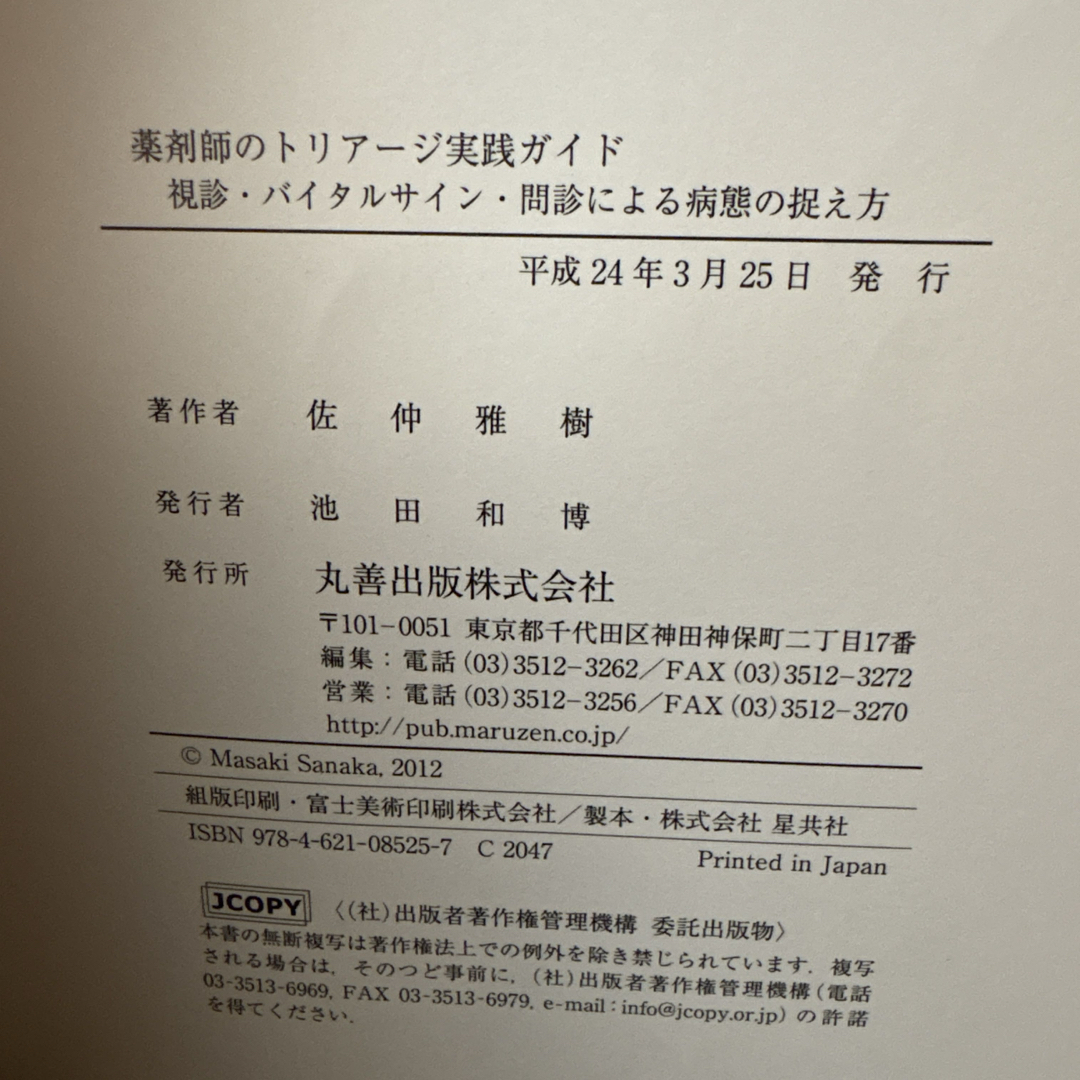 薬剤師のトリアージ実践ガイド
視診・バイタルサイン・問診による病態の捉え方
平成24年3月25日 発行
著作者 佐仲雅樹
発行者 池田和博
発行所 丸善出版株式会社
〒101-0051 東京都千代田区神田神保町二丁目17番
編集:電話(03)3512-3262/FAX(03)3512-3272
営業:電話(03)3512-3256/FAX(03)3512-3270
http://pub.maruzen.co.jp/
© Masaki Sanaka, 2012
組版印刷・富士美術印刷株式会社/製本・株式会社 星共社
ISBN 978-4-621-08525-7 C 2047 Printed in Japan
JCOPY 〈(社)出版者著作権管理機構 委託出版物〉
本書の無断複写は著作権法上での例外を除き禁じられています.複写
される場合は,そのつど事前に,(社)出版者著作権管理機構(電話
03-3513-6969, FAX 03-3513-6979, e-mail:info@jcopy.or.jp)の許諾
を得てください.